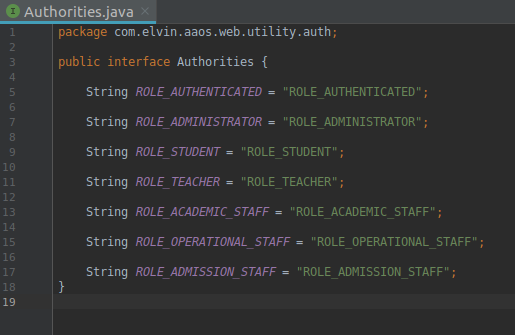 Authorities.java
1 package com.elvin.aaos.web.utility.auth;
2
3 public interface Authorities {
4
5 String ROLE_AUTHENTICATED = "ROLE_AUTHENTICATED";
6
7 String ROLE_ADMINISTRATOR = "ROLE_ADMINISTRATOR";
8
9 String ROLE_STUDENT = "ROLE_STUDENT";
10
11 String ROLE_TEACHER = "ROLE_TEACHER";
12
13 String ROLE_ACADEMIC_STAFF = "ROLE_ACADEMIC_STAFF";
14
15 String ROLE_OPERATIONAL_STAFF = "ROLE_OPERATIONAL_STAFF";
16
17 String ROLE_ADMISSION_STAFF = "ROLE_ADMISSION_STAFF";
18 }
19